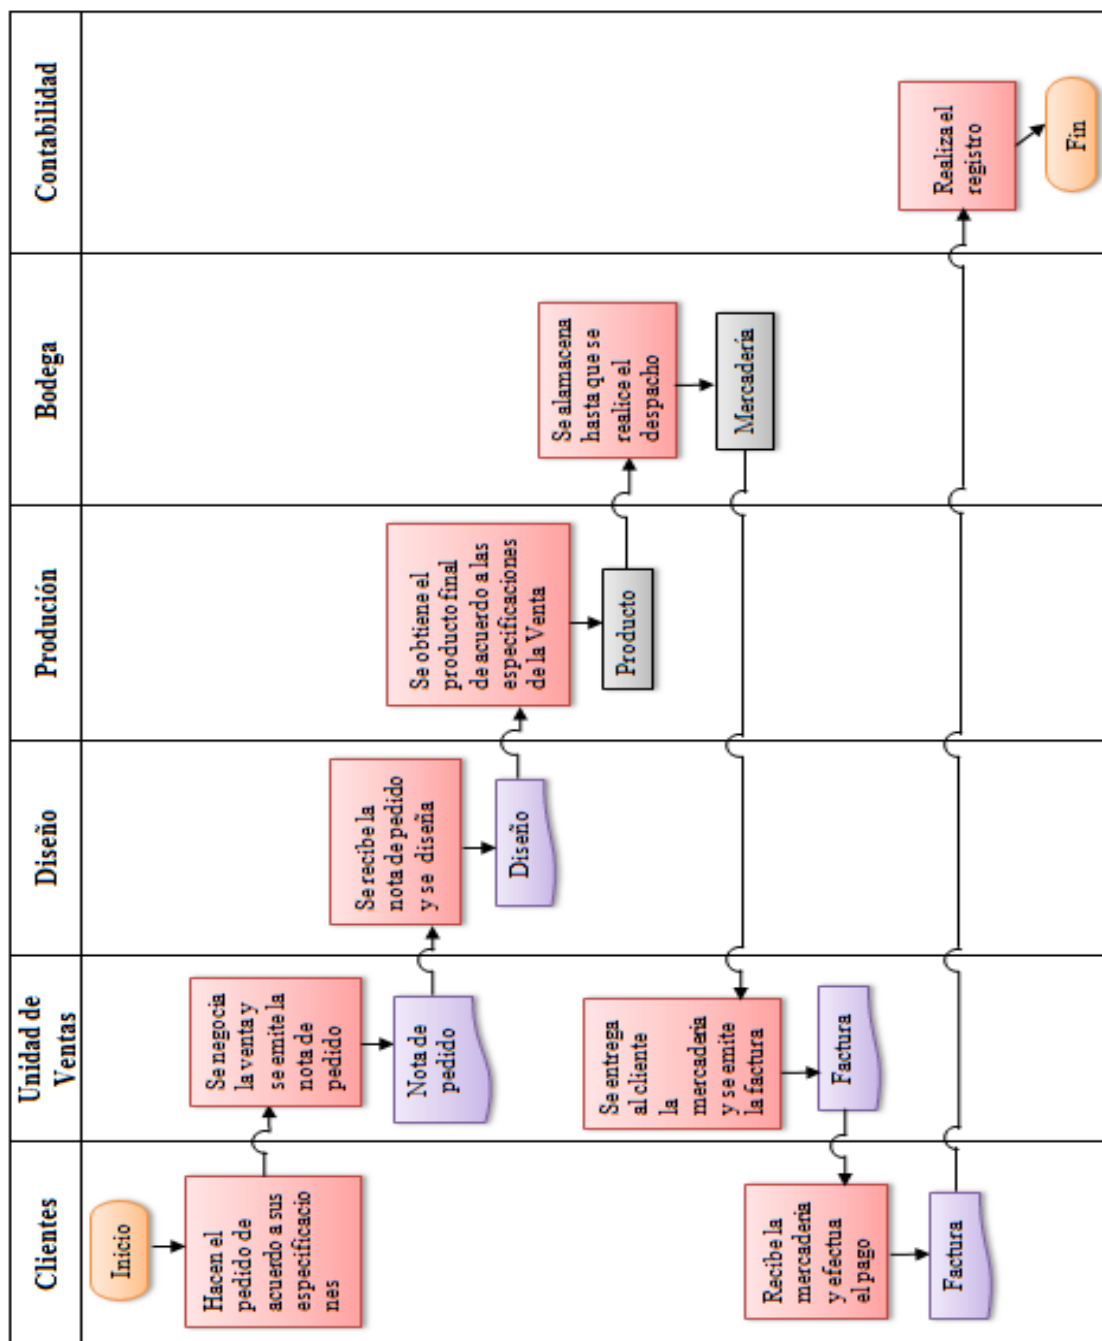 Clientes
Unidad de
Ventas
Diseño
Produción
Bodega
Contabilidad
Inicio
Hacen el
pedido de
acuerdo a sus
especificacio
nes
Se negocia
la venta y
se emite la
nota de
pedido
Nota de
pedido
Se recibe la
nota de pedido
y se diseña
Diseño
Se obtiene el
producto final
de acuerdo a las
especificaciones
de la Venta
Producto
Se alamacena
hasta que se
realice el
despacho
Mercadería
Se entrega
al cliente
la
mercaderia
y se emite
la factura
Factura
Recibe la
mercaderia
y efectua
el pago
Factura
Realiza el
registro
Fin